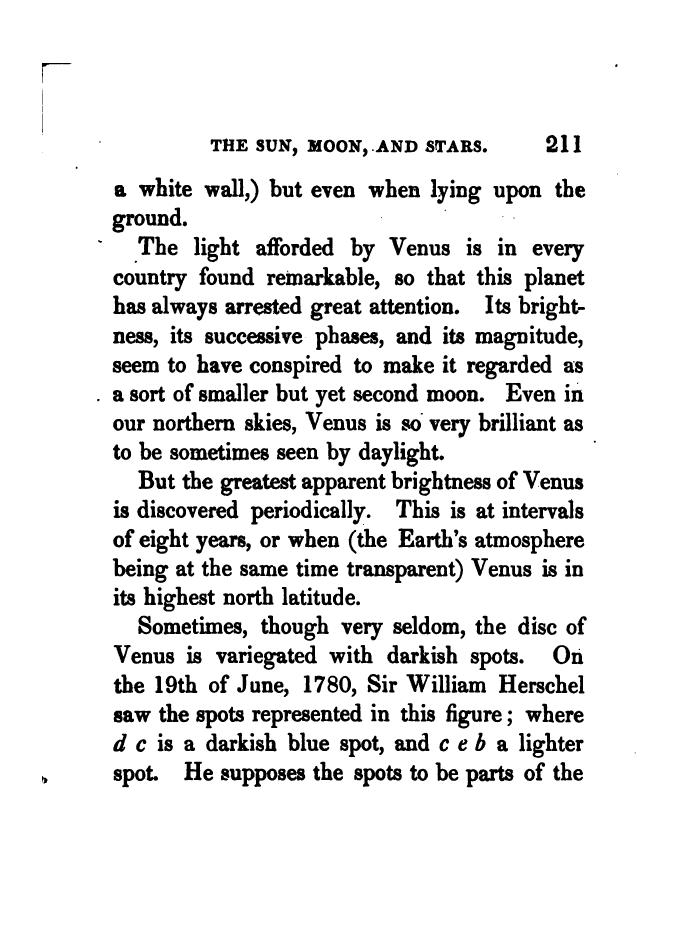 THE SUN, MOON, AND STARS. 211
a white wall,) but even when lying upon the
ground.
The light afforded by Venus is in every
country found remarkable, so that this planet
has always arrested great attention. Its bright-
ness, its successive phases, and its magnitude,
seem to have conspired to make it regarded as
a sort of smaller but yet second moon. Even in
our northern skies, Venus is so very brilliant as
to be sometimes seen by daylight.
But the greatest apparent brightness of Venus
is discovered periodically. This is at intervals
of eight years, or when (the Earth's atmosphere
being at the same time transparent) Venus is in
its highest north latitude.
Sometimes, though very seldom, the disc of
Venus is variegated with darkish spots. On
the 19th of June, 1780, Sir William Herschel
saw the spots represented in this figure; where
d c is a darkish blue spot, and c e b a lighter
spot. He supposes the spots to be parts of the